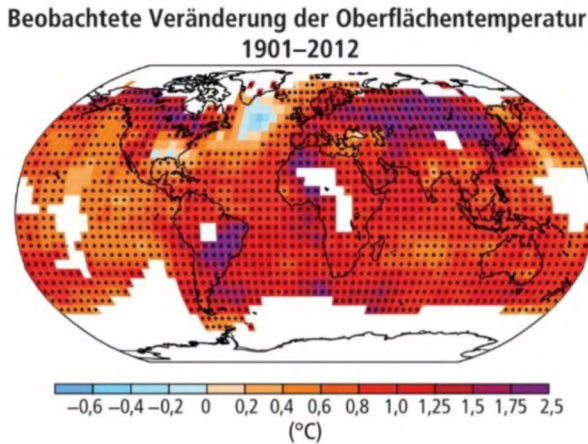 Beobachtete Veränderung der Oberflächentemperatur
1901–2012
−0,6 −0,4 −0,2 0 0,2 0,4 0,6 0,8 1,0 1,25 1,5 1,75 2,5
(°C)